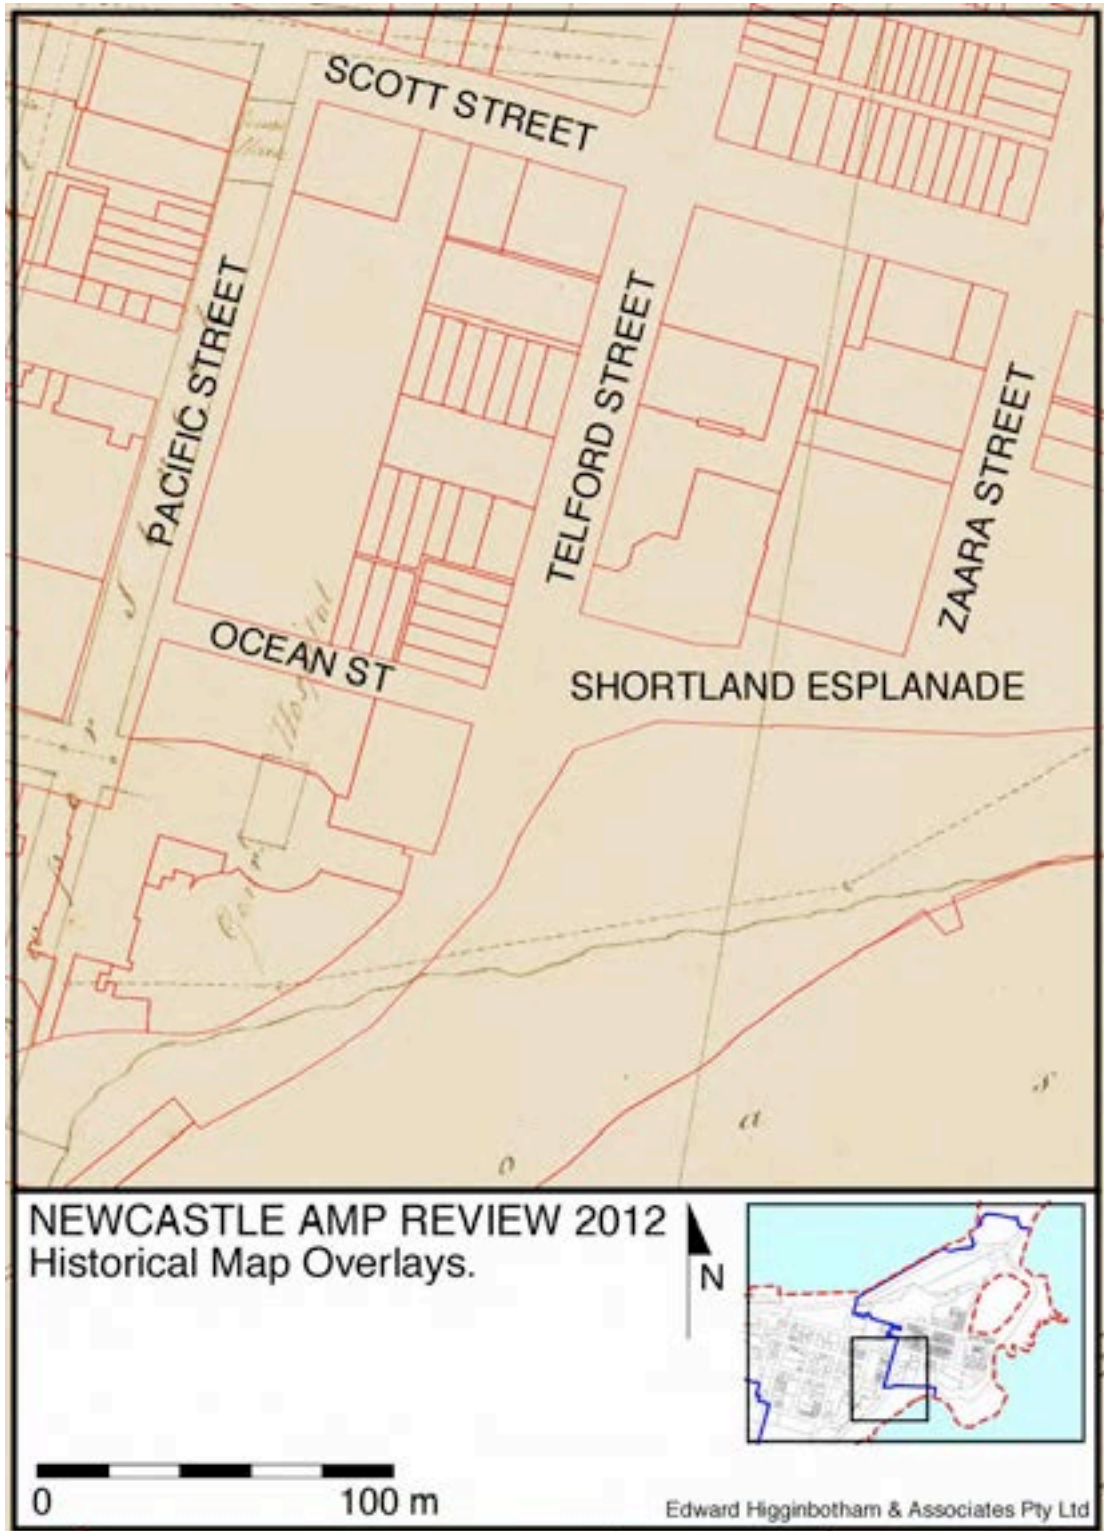 SCOTT STREET
PACIFIC STREET
TELFORD STREET
ZAARA STREET
OCEAN ST
Hospital
SHORTLAND ESPLANADE
o a s
NEWCASTLE AMP REVIEW 2012
Historical Map Overlays.
N
0 100 m
Edward Higginbotham & Associates Pty Ltd